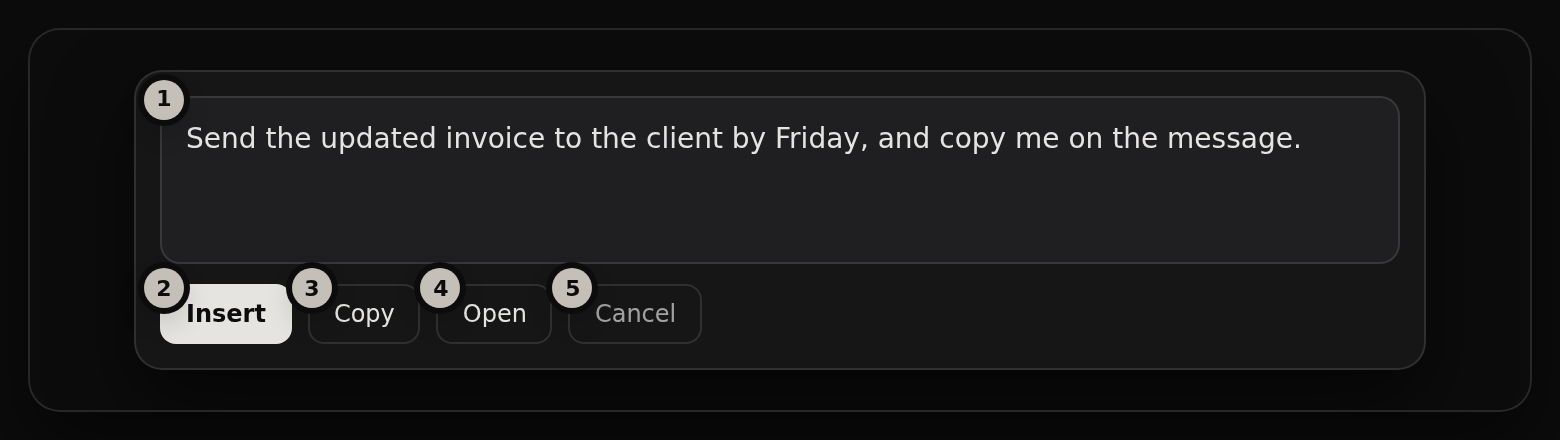 1
Send the updated invoice to the client by Friday, and copy me on the message.
2 Insert 3 Copy 4 Open 5 Cancel